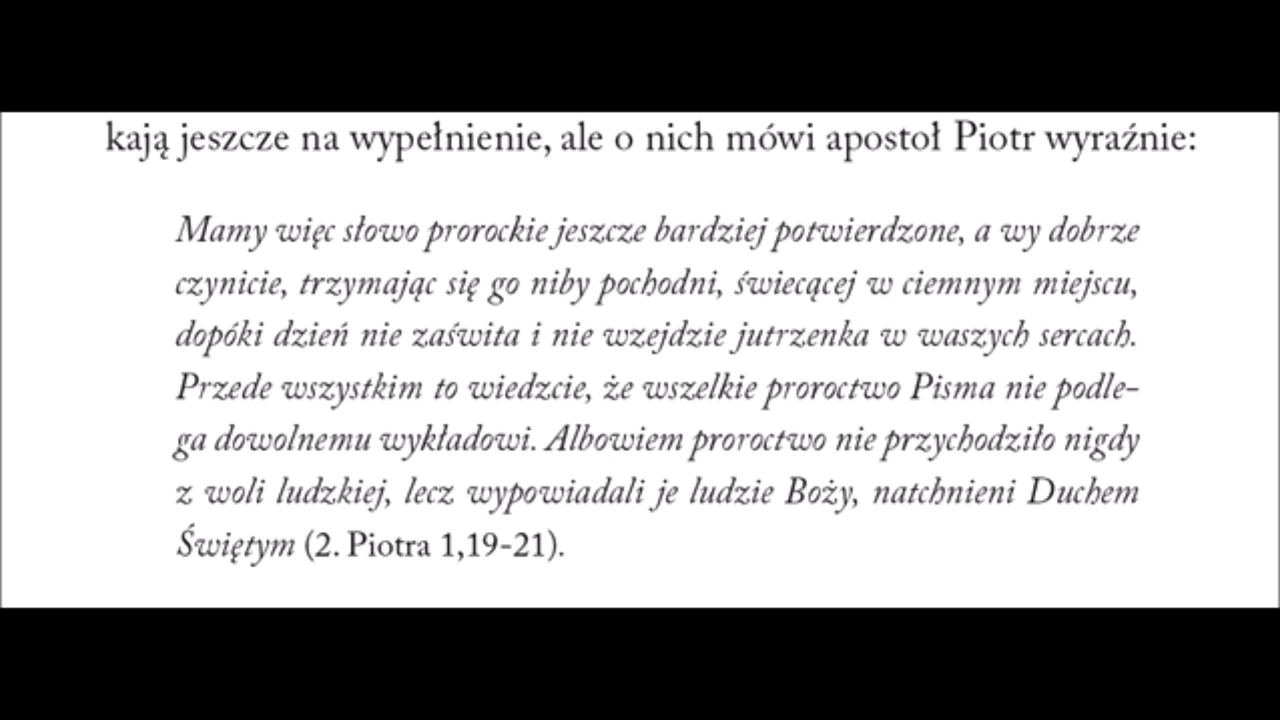 kają jeszcze na wypełnienie, ale o nich mówi apostoł Piotr wyraźnie:
Mamy więc słowo prorockie jeszcze bardziej potwierdzone, a wy dobrze
czynicie, trzymając się go niby pochodni, świecącej w ciemnym miejscu,
dopóki dzień nie zaświta i nie wzejdzie jutrzenka w waszych sercach.
Przede wszystkim to wiedzcie, że wszelkie proroctwo Pisma nie podle-
ga dowolnemu wykładowi. Albowiem proroctwo nie przychodziło nigdy
z woli ludzkiej, lecz wypowiadali je ludzie Boży, natchnieni Duchem
Świętym (2. Piotra 1,19-21).